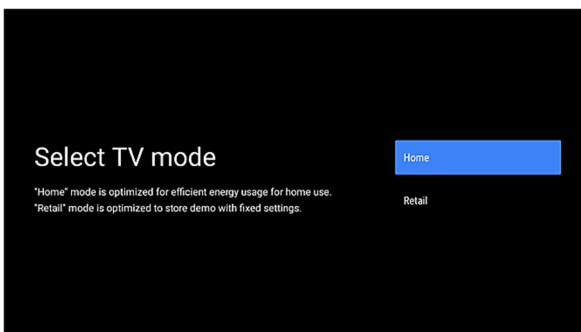 Select TV mode
Home
"Home" mode is optimized for efficient energy usage for home use.
"Retail" mode is optimized to store demo with fixed settings.
Retail